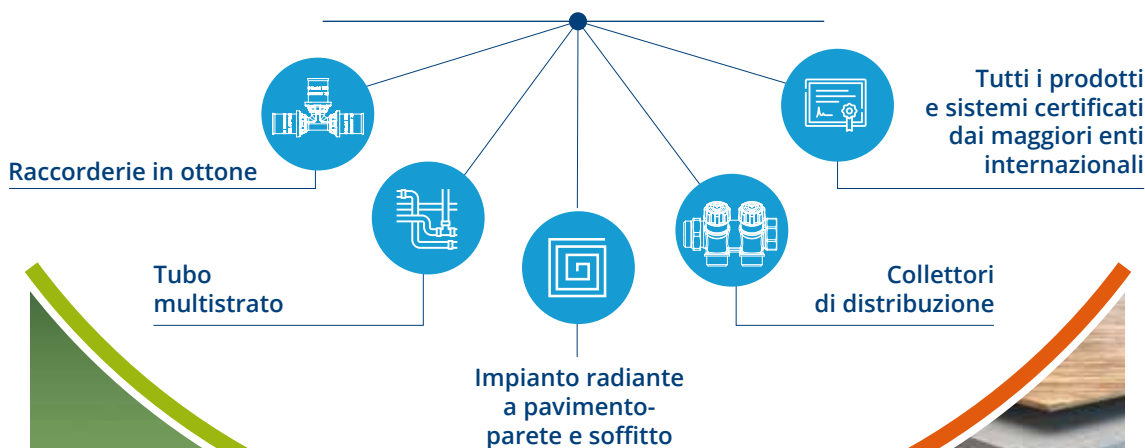 Raccorderie in ottone
Tubo
multistrato
Impianto radiante
a pavimento-
parete e soffitto
Collettori
di distribuzione
Tutti i prodotti
e sistemi certificati
dai maggiori enti
internazionali